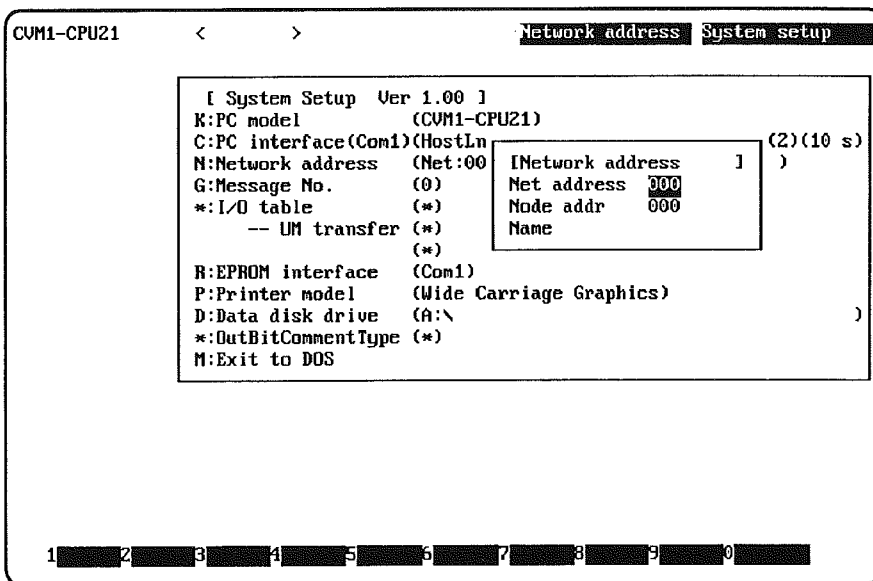 CVM1-CPU21 < > Network address System setup
[ System Setup Ver 1.00 ]
K:PC model (CVM1-CPU21)
C:PC interface(Com1)(HostLn (2)(10 s)
N:Network address (Net:00 )
G:Message No. (0)
*:I/O table (*)
-- UM transfer (*)
(*)
R:EPROM interface (Com1)
P:Printer model (Wide Carriage Graphics)
D:Data disk drive (A:\ )
*:OutBitCommentType (*)
M:Exit to DOS
[Network address ]
Net address 000
Node addr 000
Name
1 2 3 4 5 6 7 8 9 0